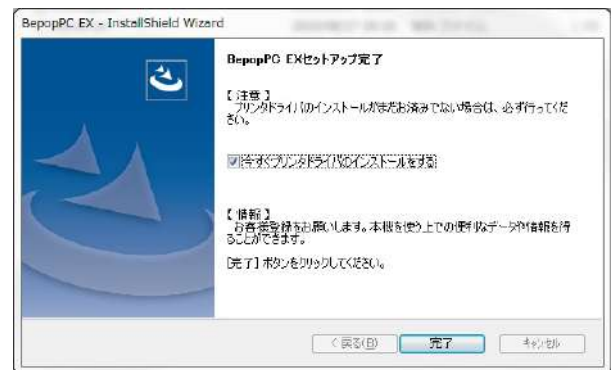 BepopPC EX - InstallShield Wizard
BepopPC EXセットアップ完了
【 注意 】
プリンタドライバのインストールがまだお済みでない場合は、必ず行ってくだ
さい。
今すぐプリンタドライバのインストールをする
【 情報 】
お客様登録をお願いします。本機を使う上での便利なデータや情報を得
ることができます。
[完了] ボタンをクリックしてください。
< 戻る(B)
完了
キャンセル